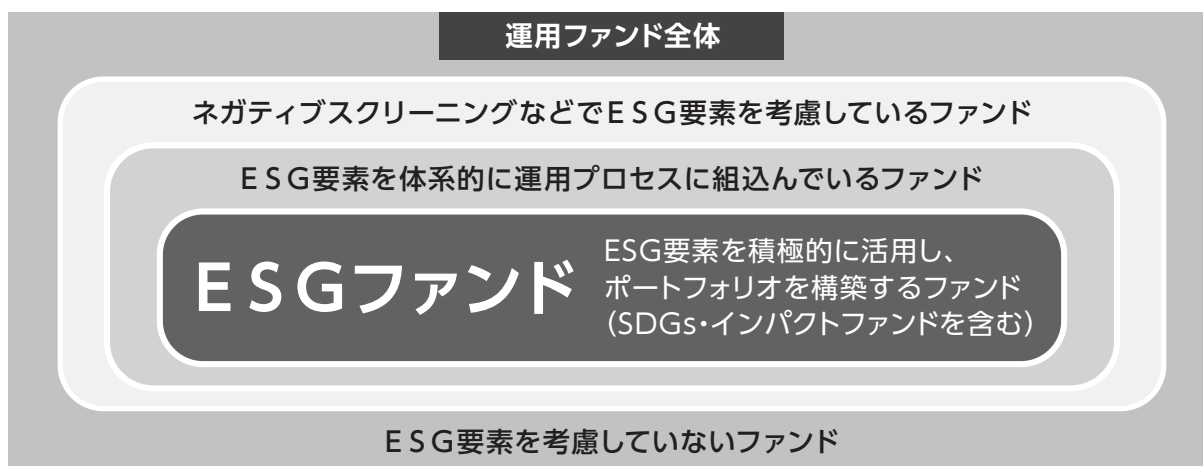 運用ファンド全体
ネガティブスクリーニングなどでESG要素を考慮しているファンド
ESG要素を体系的に運用プロセスに組込んでいるファンド
ESGファンド
ESG要素を積極的に活用し、
ポートフォリオを構築するファンド
（SDGs・インパクトファンドを含む）
ESG要素を考慮していないファンド